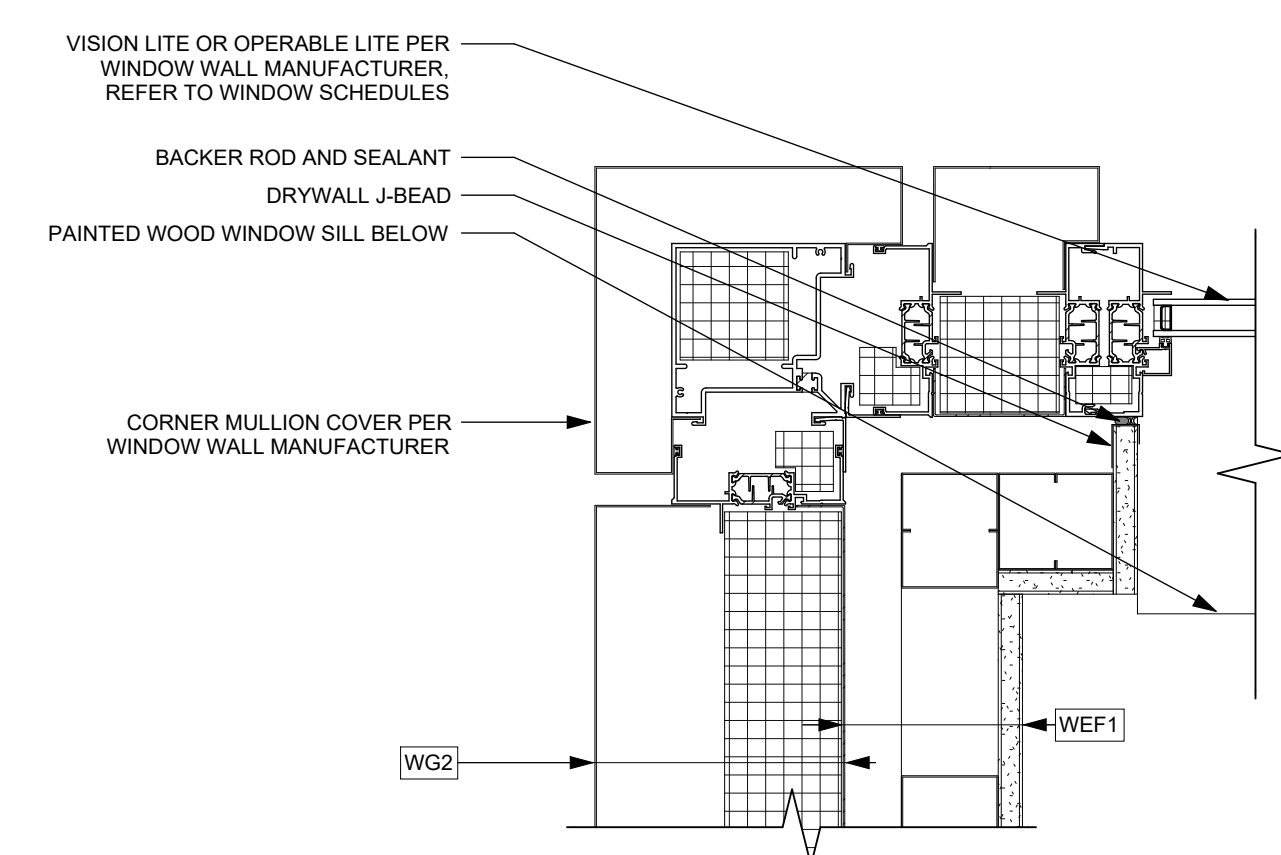 VISION LITE OR OPERABLE LITE PER
WINDOW WALL MANUFACTURER,
REFER TO WINDOW SCHEDULES
BACKER ROD AND SEALANT
DRYWALL J-BEAD
PAINTED WOOD WINDOW SILL BELOW
CORNER MULLION COVER PER
WINDOW WALL MANUFACTURER
WEF1
WG2